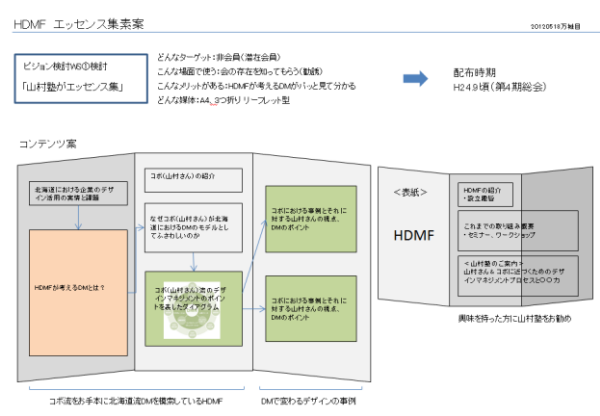 HDMF エッセンス集素案
20120518万城目
ビジョン検討WG①検討
「山村塾がエッセンス集」
どんなターゲット:非会員(潜在会員)
こんな場面で使う:会の存在を知ってもらう(勧誘)
こんなメリットがある:HDMFが考えるDMがパッと見て分かる
どんな媒体:A4、3つ折りリーフレット型
配布時期
H24.9頃(第4期総会)
コンテンツ案
北海道における企業のデザ
イン活用の実情と課題
HDMFが考えるDMとは?
コボ(山村さん)の紹介
なぜコボ(山村さん)が北海
道におけるDMのモデルとし
てふさわしいのか
コボ(山村さん)流のデザ
インマネジメントのポイン
トを表したダイアグラム
コボにおける事例とそれに
対する山村さんの視点、
DMのポイント
コボにおける事例とそれに
対する山村さんの視点、
DMのポイント
<表紙>
HDMF
HDMFの紹介
・設立趣旨
これまでの取り組み概要
・セミナー、ワークショップ
<山村塾のご案内>
山村さん&コボに近づくためのデザ
インマネジメントプロセスと〇〇力
興味を持った方に山村塾をお勧め
コボ流をお手本に北海道流DMを模索しているHDMF
DMで変わるデザインの事例